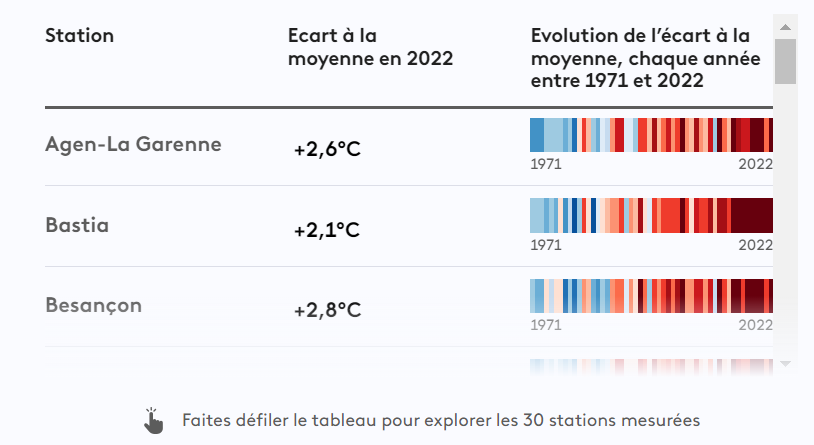 Station
Ecart à la
moyenne en 2022
Evolution de l’écart à la
moyenne, chaque année
entre 1971 et 2022
Agen-La Garenne
+2,6°C
1971
2022
Bastia
+2,1°C
1971
2022
Besançon
+2,8°C
1971
2022
Faites défiler le tableau pour explorer les 30 stations mesurées